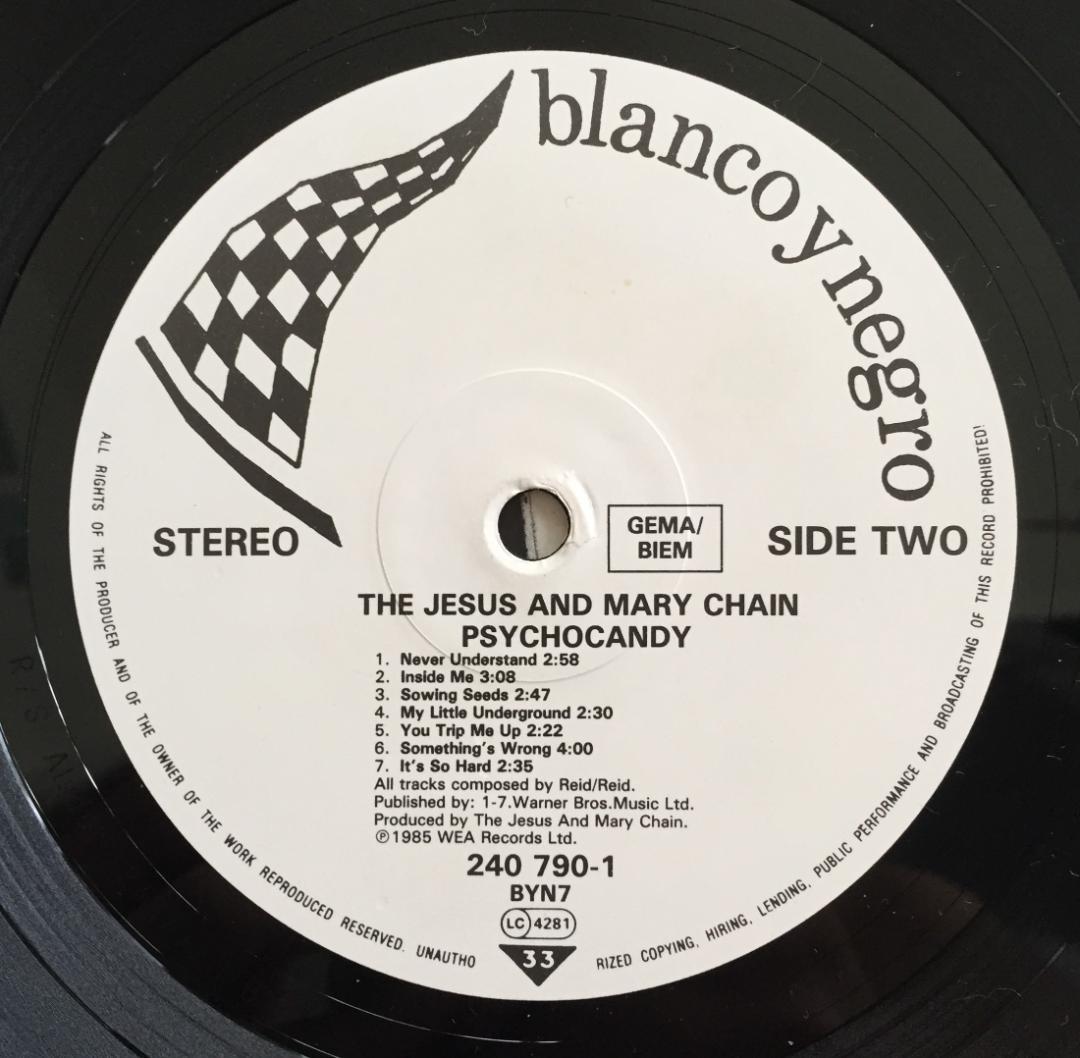 blanco y negro
STEREO
GEMA/
BIEM
SIDE TWO
THE JESUS AND MARY CHAIN
PSYCHOCANDY
1. Never Understand 2:58
2. Inside Me 3:08
3. Sowing Seeds 2:47
4. My Little Underground 2:30
5. You Trip Me Up 2:22
6. Something's Wrong 4:00
7. It's So Hard 2:35
All tracks composed by Reid/Reid.
Published by: 1-7.Warner Bros.Music Ltd.
Produced by The Jesus And Mary Chain.
℗1985 WEA Records Ltd.
240 790-1
BYN7
LC 4281
33
ALL RIGHTS OF THE PRODUCER AND OF THE OWNER OF THE WORK REPRODUCED RESERVED. UNAUTHO
RIZED COPYING, HIRING, LENDING, PUBLIC PERFORMANCE AND BROADCASTING OF THIS RECORD PROHIBITED!